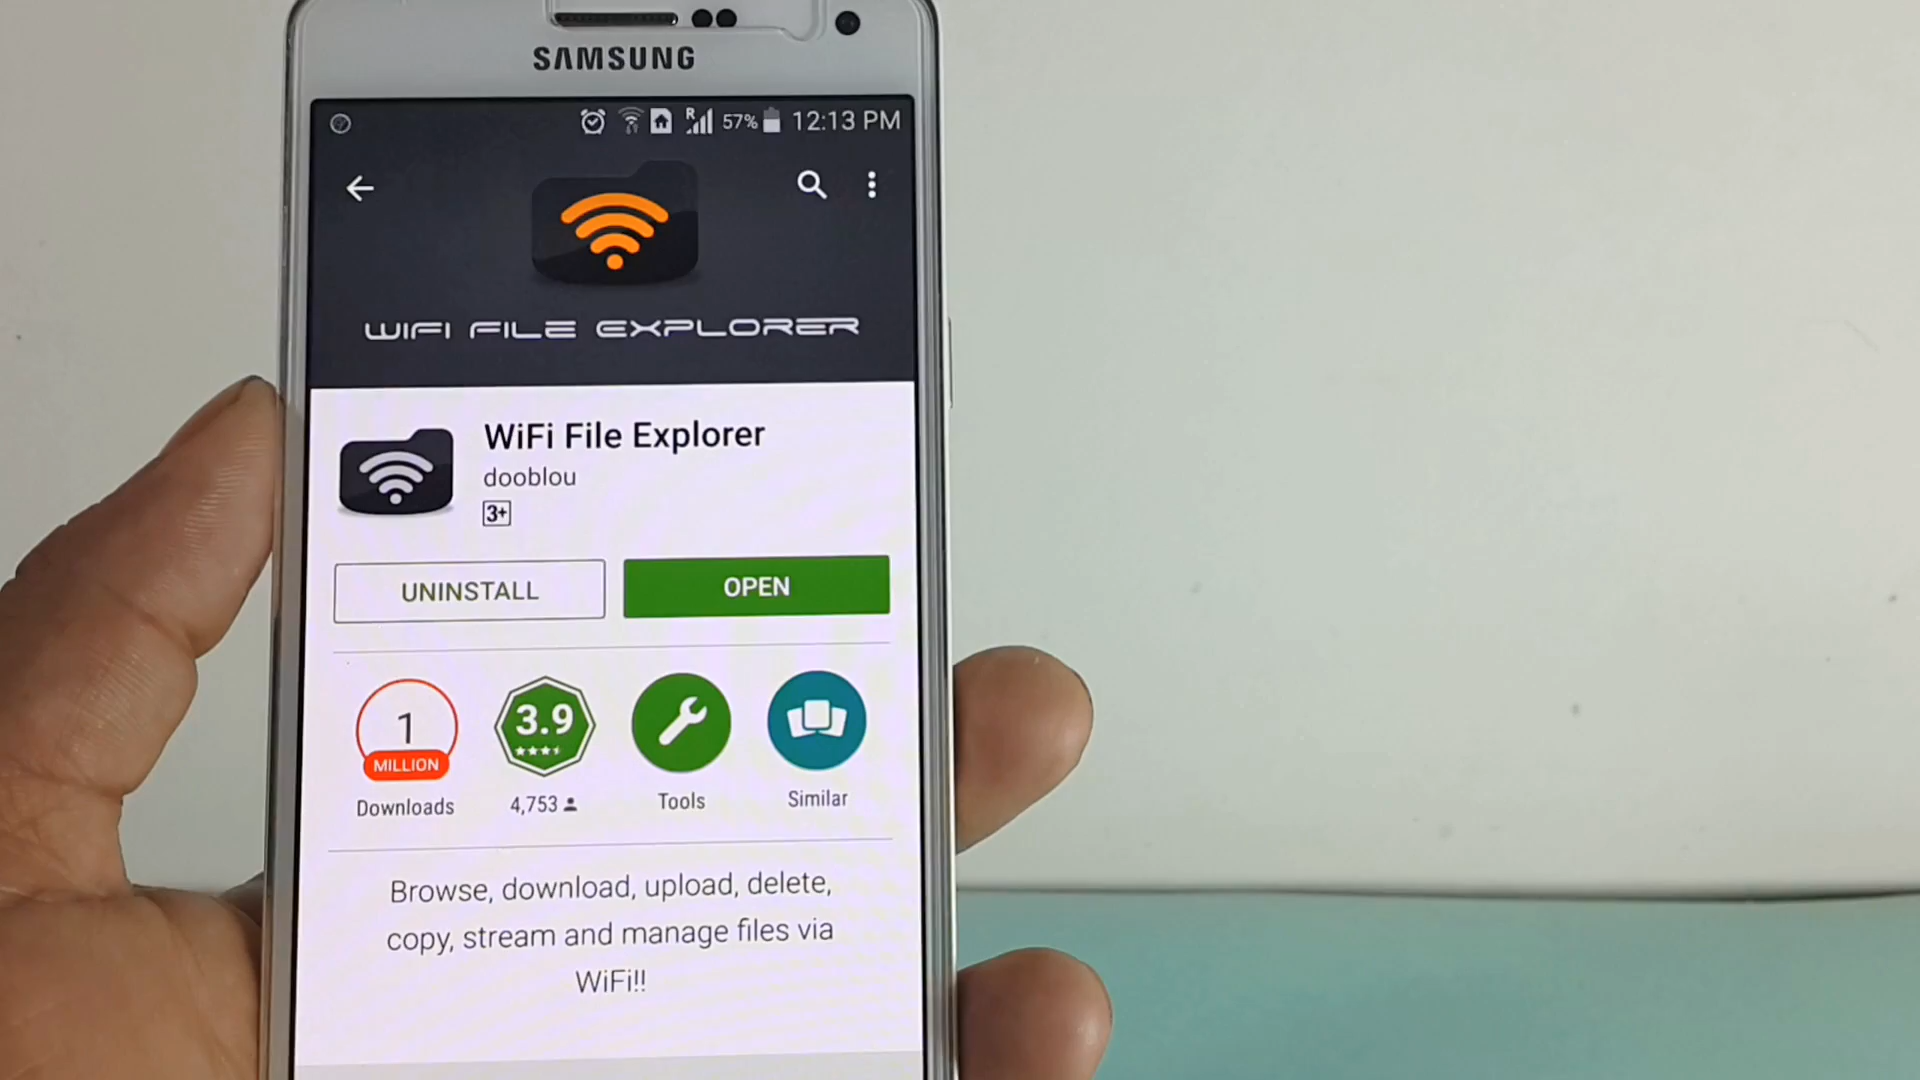 SAMSUNG
R 57% 12:13 PM
WIFI FILE EXPLORER
WiFi File Explorer
dooblou
3+
UNINSTALL
OPEN
1
MILLION
Downloads
3.9
4,753
Tools
Similar
Browse, download, upload, delete,
copy, stream and manage files via
WiFi!!